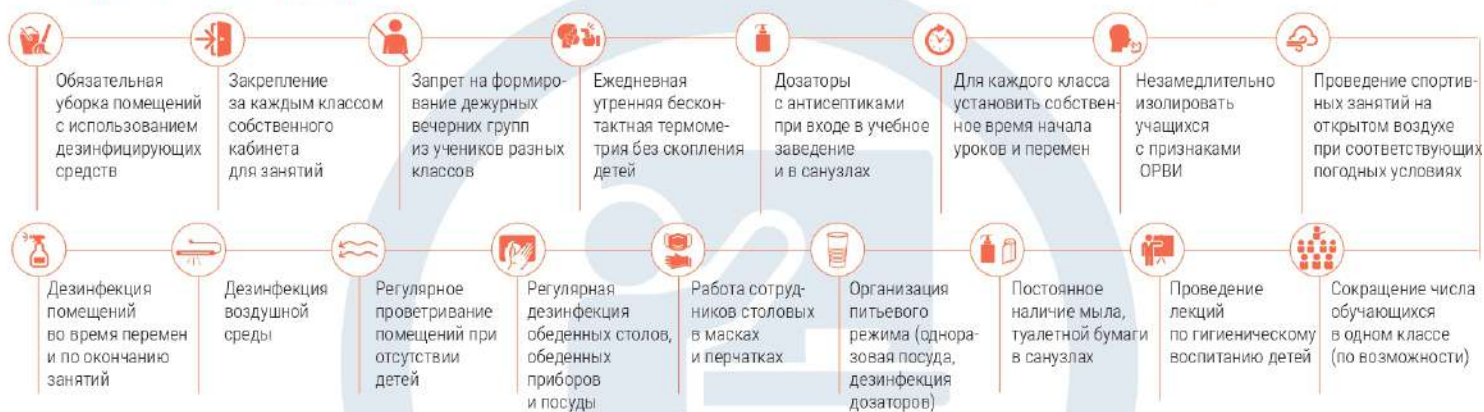 Обязательная
уборка помещений
с использованием
дезинфицирующих
средств
Закрепление
за каждым классом
собственного
кабинета
для занятий
Запрет на формиро-
вание дежурных
вечерних групп
из учеников разных
классов
Ежедневная
утренняя бескон-
тактная термоме-
трия без скопления
детей
Дозаторы
с антисептиками
при входе в учебное
заведение
и в санузлах
Для каждого класса
установить собствен-
ное время начала
уроков и перемен
Незамедлительно
изолировать
учащихся
с признаками
ОРВИ
Проведение спортив-
ных занятий на
открытом воздухе
при соответствующих
погодных условиях
Дезинфекция
помещений
во время перемен
и по окончанию
занятий
Дезинфекция
воздушной
среды
Регулярное
проветривание
помещений при
отсутствии
детей
Регулярная
дезинфекция
обеденных столов,
обеденных
приборов
и посуды
Работа сотруд-
ников столовых
в масках
и перчатках
Организация
питьевого
режима (однора-
зовая посуда,
дезинфекция
дозаторов)
Постоянное
наличие мыла,
туалетной бумаги
в санузлах
Проведение
лекций
по гигиеническому
воспитанию детей
Сокращение числа
обучающихся
в одном классе
(по возможности)